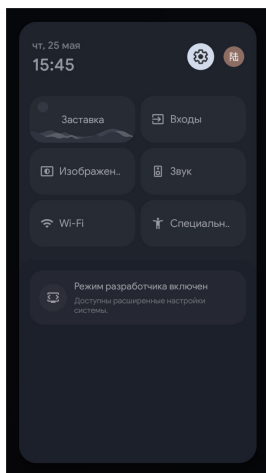 чт, 25 мая
15:45
陆
Заставка
Входы
Изображен..
Звук
Wi-Fi
Специальн..
Режим разработчика включен
Доступны расширенные настройки
системы.